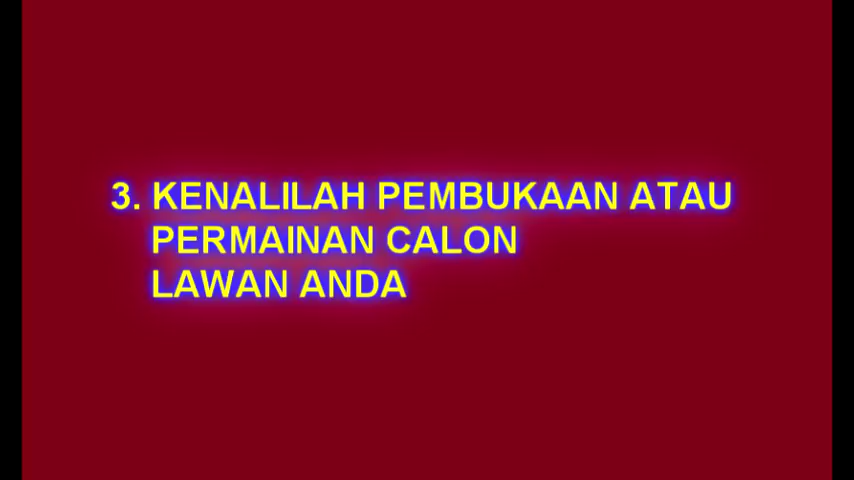 3. KENALILAH PEMBUKAAN ATAU
PERMAINAN CALON
LAWAN ANDA